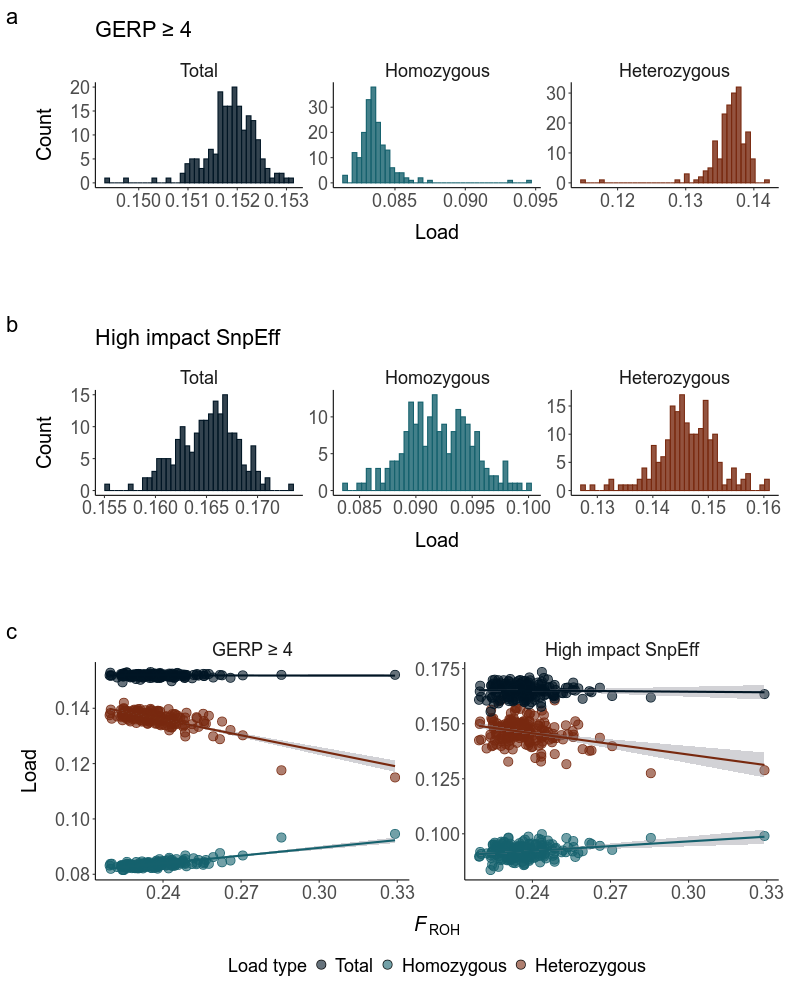 a
GERP ≥ 4
Total Homozygous Heterozygous
Count
20
15
10
5
0
0.150 0.151 0.152 0.153
30
20
10
0
0.085 0.090 0.095
30
20
10
0
0.12 0.13 0.14
Load
b
High impact SnpEff
Total Homozygous Heterozygous
Count
15
10
5
0
0.155 0.160 0.165 0.170
10
5
0
0.085 0.090 0.095 0.100
15
10
5
0
0.13 0.14 0.15 0.16
Load
c
GERP ≥ 4 High impact SnpEff
Load
0.14
0.12
0.10
0.08
0.24 0.27 0.30 0.33
0.175
0.150
0.125
0.100
0.24 0.27 0.30 0.33
F ROH
Load type Total Homozygous Heterozygous